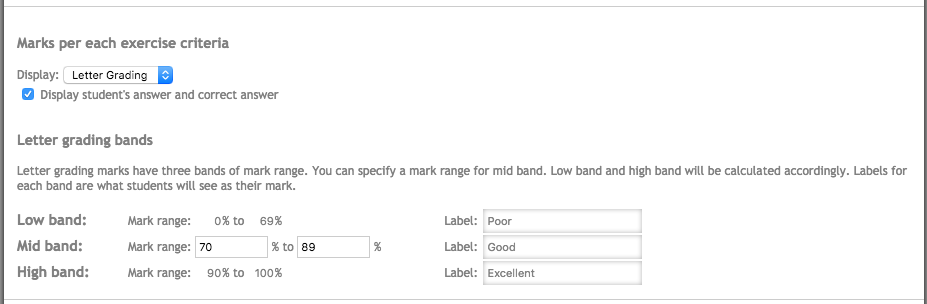 Marks per each exercise criteria
Display: Letter Grading
Display student's answer and correct answer
Letter grading bands
Letter grading marks have three bands of mark range. You can specify a mark range for mid band. Low band and high band will be calculated accordingly. Labels for
each band are what students will see as their mark.
Low band: Mark range: 0% to 69% Label: Poor
Mid band: Mark range: 70 % to 89 % Label: Good
High band: Mark range: 90% to 100% Label: Excellent